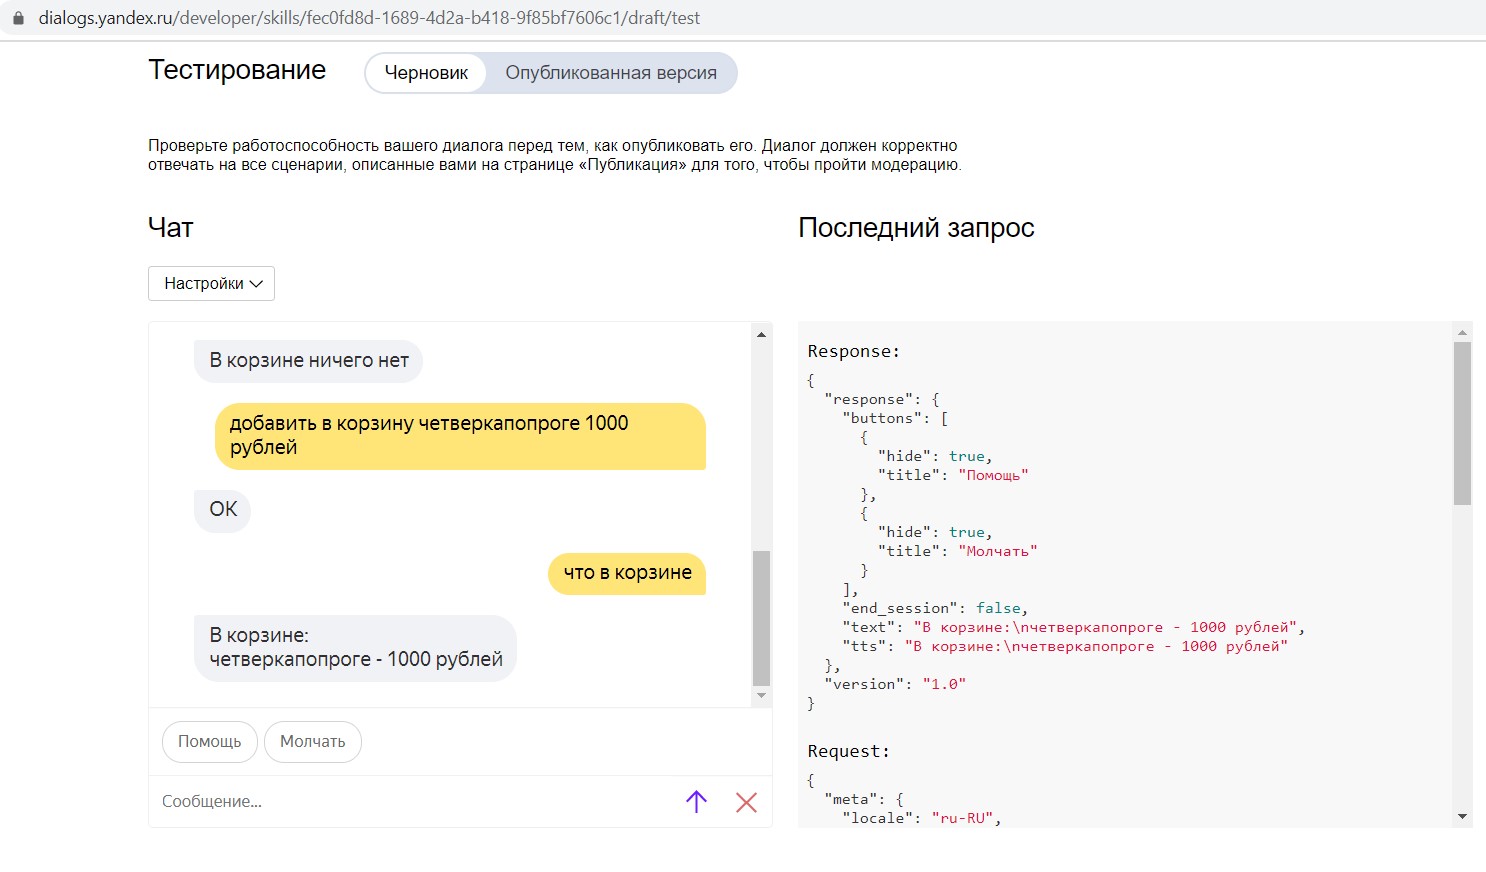 dialogs.yandex.ru/developer/skills/fec0fd8d-1689-4d2a-b418-9f85bf7606c1/draft/test
Тестирование
Черновик
Опубликованная версия
Проверьте работоспособность вашего диалога перед тем, как опубликовать его. Диалог должен корректно
отвечать на все сценарии, описанные вами на странице «Публикация» для того, чтобы пройти модерацию.
Чат
Настройки
В корзине ничего нет
добавить в корзину четверкапопроге 1000
рублей
ОК
что в корзине
В корзине:
четверкапопроге - 1000 рублей
Помощь
Молчать
Сообщение...
Последний запрос
Response:
{
"response": {
"buttons": [
{
"hide": true,
"title": "Помощь"
},
{
"hide": true,
"title": "Молчать"
}
],
"end_session": false,
"text": "В корзине:\nчетверкапопроге - 1000 рублей",
"tts": "В корзине:\nчетверкапопроге - 1000 рублей"
},
"version": "1.0"
}
Request:
{
"meta": {
"locale": "ru-RU",